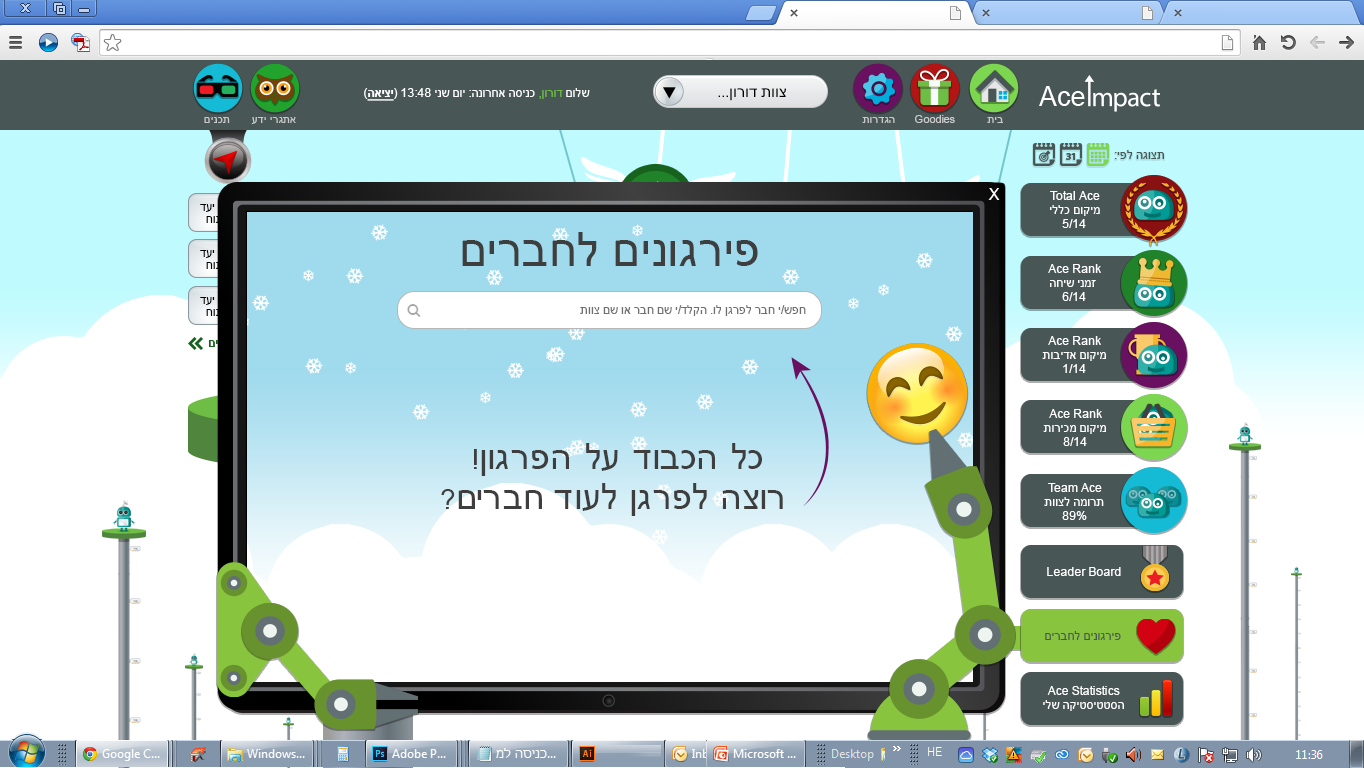 AceImpact
בית
Goodies
הגדרות
צוות דורון...
שלום דורון, כניסה אחרונה: יום שני 13:48 (יציאה)
אתגרי ידע
תכנים
תצוגה לפי:
31
Total Ace
מיקום כללי
5/14
Ace Rank
זמני שיחה
6/14
Ace Rank
מיקום אדיבות
1/14
Ace Rank
מיקום מכירות
8/14
Team Ace
תרומה לצוות
89%
Leader Board
פירגונים לחברים
Ace Statistics
הסטטיסטיקה שלי
X
פירגונים לחברים
חפש/י חבר לפרגן לו. הקלד/י שם חבר או שם צוות
כל הכבוד על הפרגון!
רוצה לפרגן לעוד חברים?
יעד
יעד
יעד
Google C...
Windows...
Ps Adobe P...
כניסה למ...
Ai
Inb
Microsoft ...
Desktop
HE
11:36